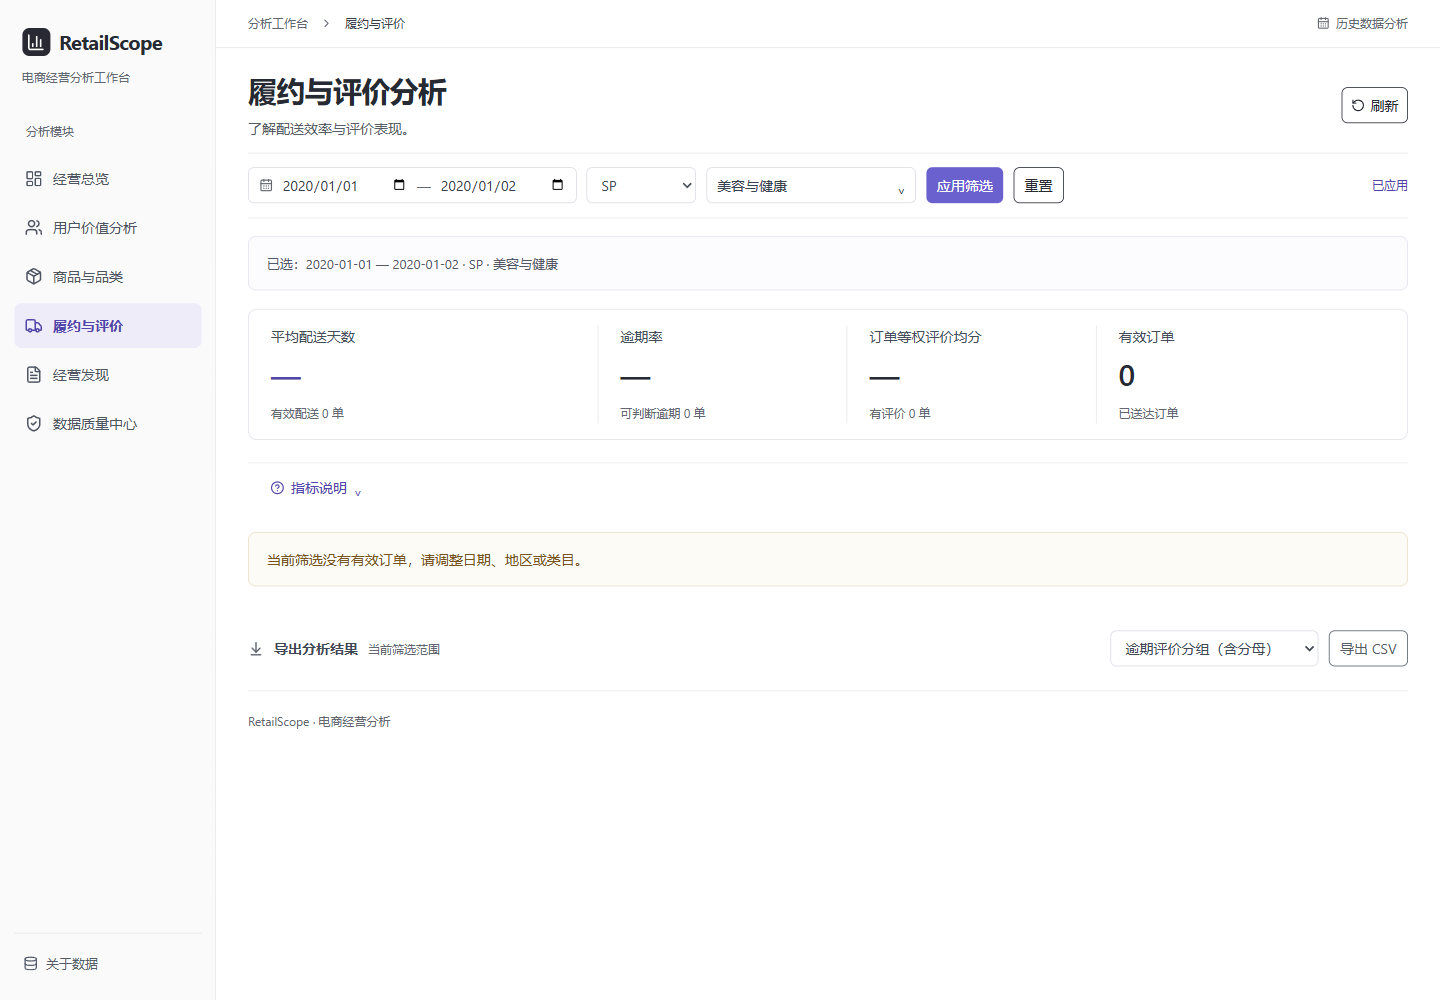 RetailScope
电商经营分析工作台
分析模块
经营总览
用户价值分析
商品与品类
履约与评价
经营发现
数据质量中心
关于数据
分析工作台 > 履约与评价
历史数据分析
履约与评价分析
了解配送效率与评价表现。
刷新
2020/01/01 — 2020/01/02 SP 美容与健康 应用筛选 重置 已应用
已选：2020-01-01 — 2020-01-02 · SP · 美容与健康
平均配送天数 逾期率 订单等权评价均分 有效订单
— — — 0
有效配送 0 单 可判断逾期 0 单 有评价 0 单 已送达订单
指标说明
当前筛选没有有效订单，请调整日期、地区或类目。
导出分析结果 当前筛选范围 逾期评价分组（含分母） 导出 CSV
RetailScope · 电商经营分析